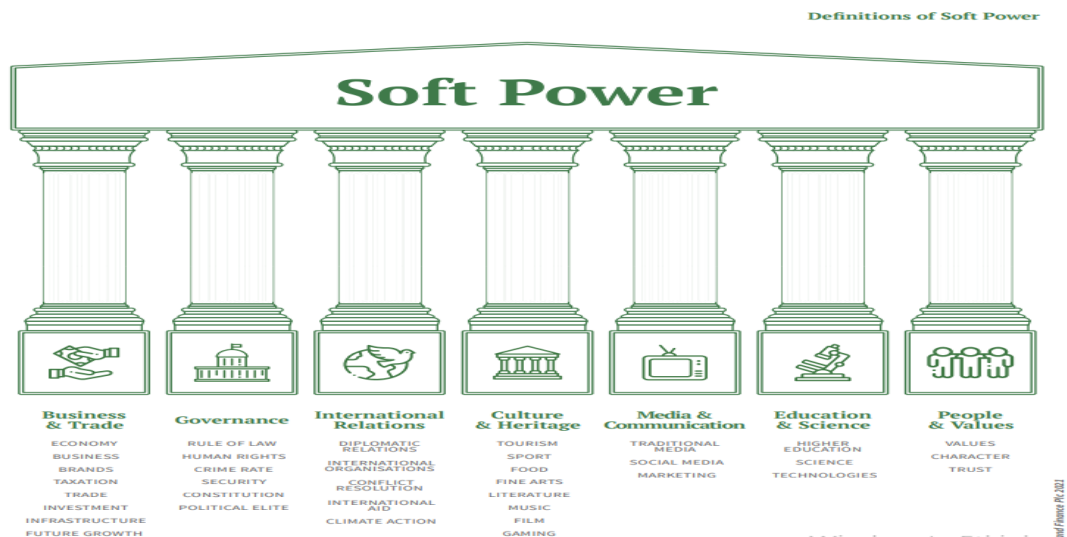 Definitions of Soft Power
Soft Power
Business
& Trade
ECONOMY
BUSINESS
BRANDS
TAXATION
TRADE
INVESTMENT
INFRASTRUCTURE
FUTURE GROWTH
Governance
RULE OF LAW
HUMAN RIGHTS
CRIME RATE
SECURITY
CONSTITUTION
POLITICAL ELITE
International
Relations
DIPLOMATIC
RELATIONS
INTERNATIONAL
ORGANISATIONS
CONFLICT
RESOLUTION
INTERNATIONAL
AID
CLIMATE ACTION
Culture
& Heritage
TOURISM
SPORT
FOOD
FINE ARTS
LITERATURE
MUSIC
FILM
GAMING
Media &
Communication
TRADITIONAL
MEDIA
SOCIAL MEDIA
MARKETING
Education
& Science
HIGHER
EDUCATION
SCIENCE
TECHNOLOGIES
People
& Values
VALUES
CHARACTER
TRUST
Finance Plc 2021